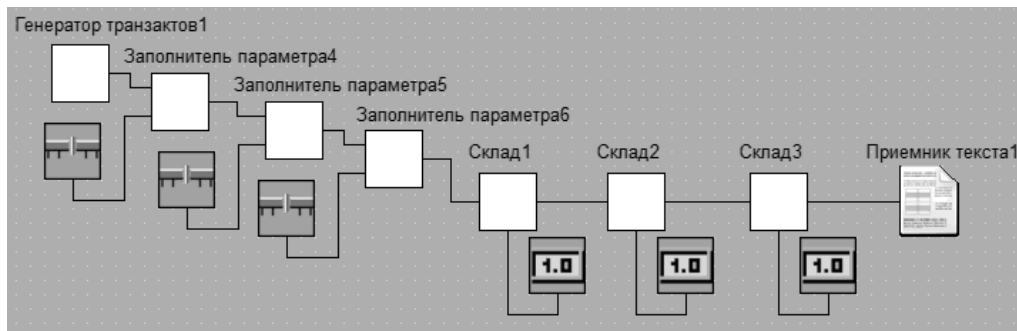 Генератор транзактов1
Заполнитель параметра4
Заполнитель параметра5
Заполнитель параметра6
Склад1
Склад2
Склад3
Приемник текста1
1.0
1.0
1.0